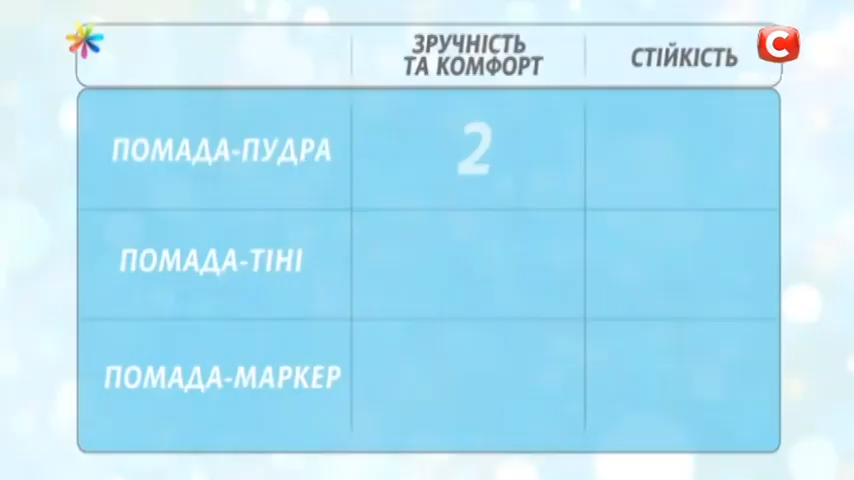 ЗРУЧНІСТЬ
ТА КОМФОРТ
СТІЙКІСТЬ
ПОМАДА-ПУДРА
2
ПОМАДА-ТІНІ
ПОМАДА-МАРКЕР
С